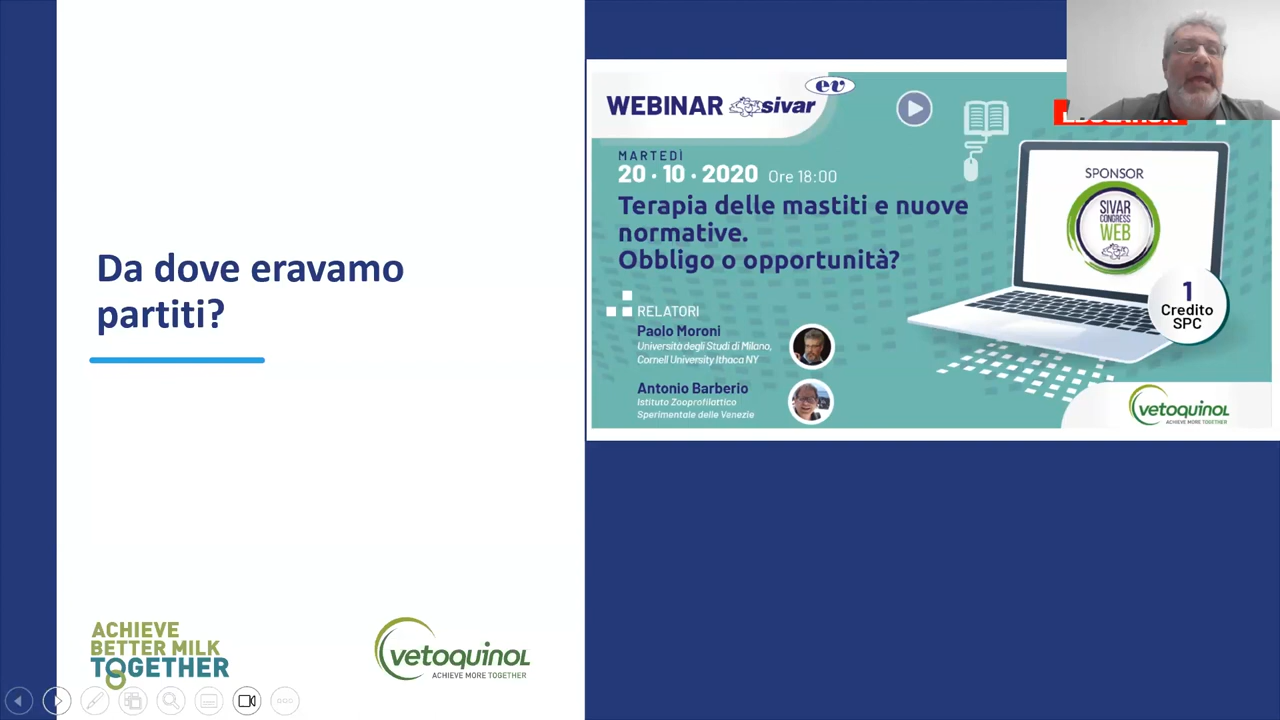 Da dove eravamo
partiti?
ACHIEVE
BETTER MILK
TOGETHER
vetoquinol
ACHIEVE MORE TOGETHER
WEBINAR sivar
ev
MARTEDÌ
20 · 10 · 2020 Ore 18:00
Terapia delle mastiti e nuove
normative.
Obbligo o opportunità?
RELATORI
Paolo Moroni
Università degli Studi di Milano,
Cornell University Ithaca NY
Antonio Barberio
Istituto Zooprofilattico
Sperimentale delle Venezie
SPONSOR
SIVAR
CONGRESS
WEB
1
Credito
SPC
vetoquinol
ACHIEVE MORE TOGETHER